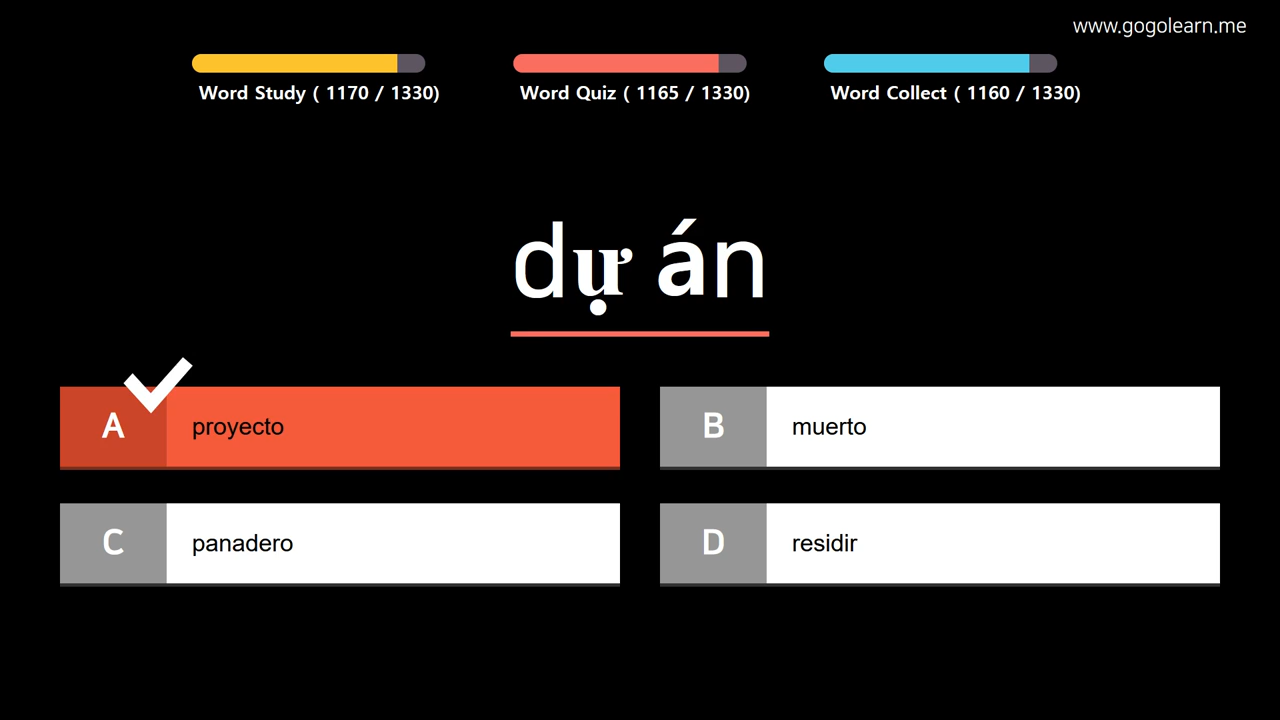 www.gogolearn.me
Word Study ( 1170 / 1330)
Word Quiz ( 1165 / 1330)
Word Collect ( 1160 / 1330)
dự án
A proyecto
B muerto
C panadero
D residir